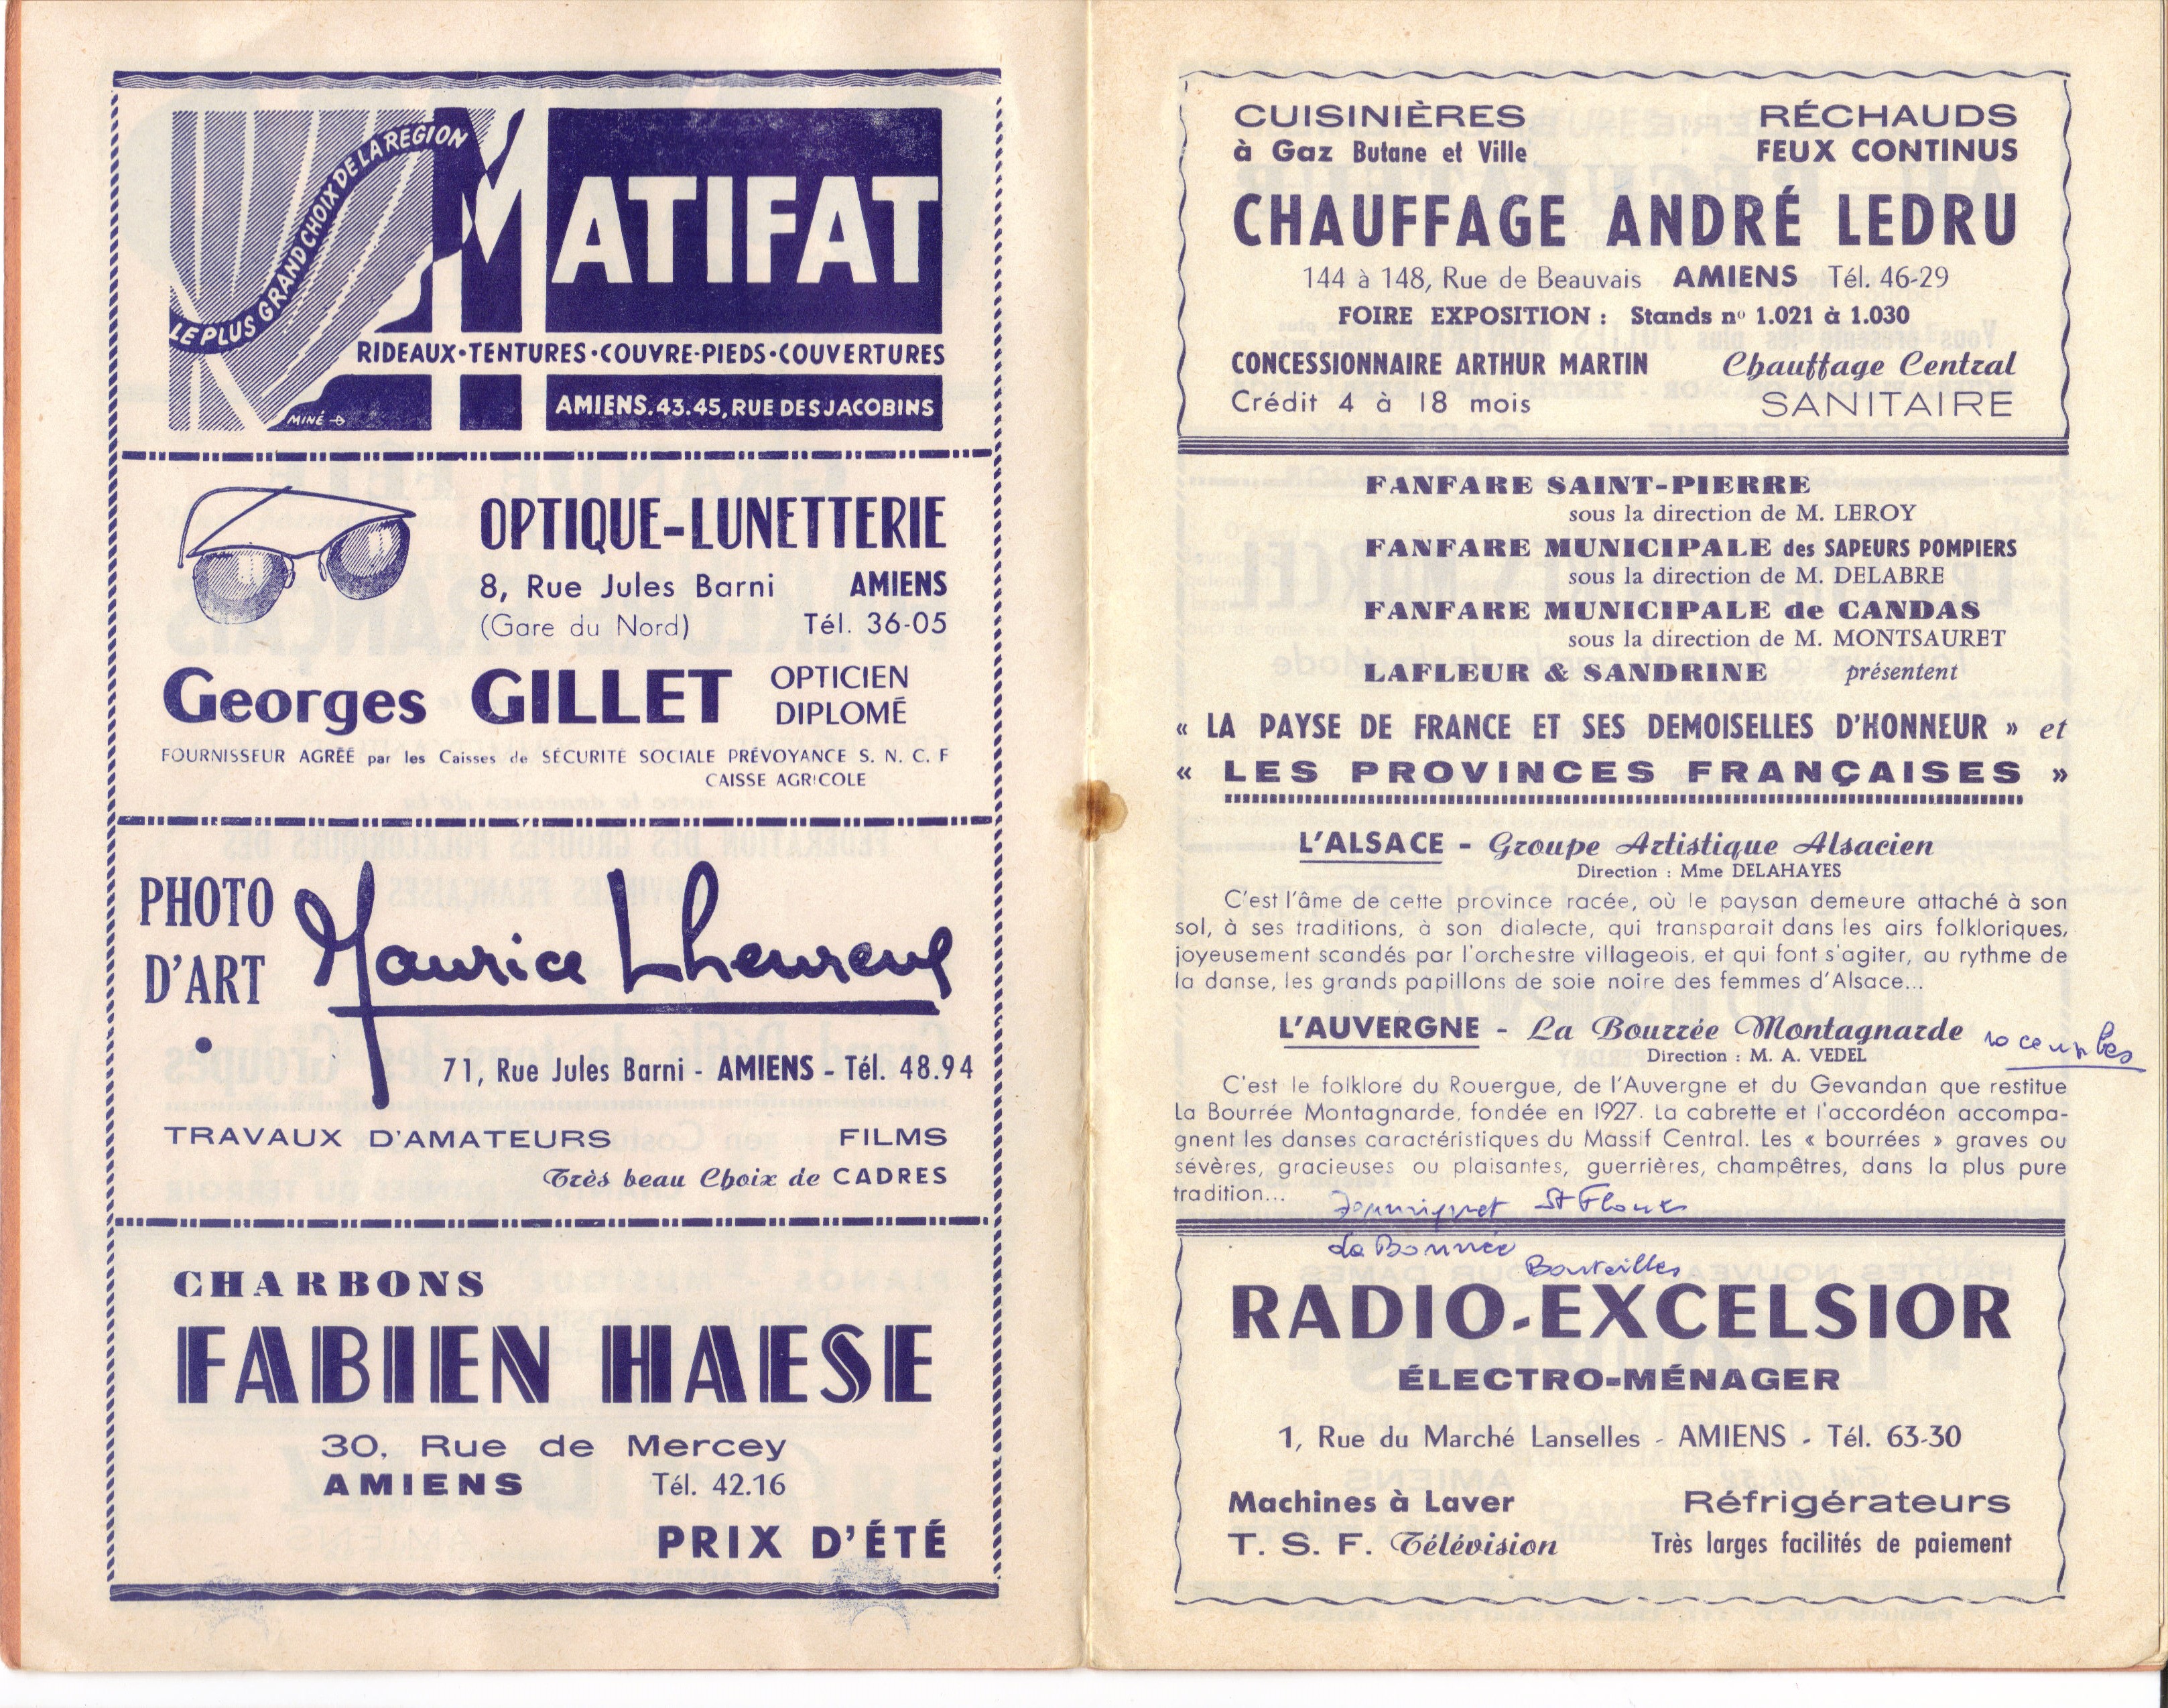 LE PLUS GRAND CHOIX DE LA REGION
MATIFAT
RIDEAUX•TENTURES•COUVRE-PIEDS•COUVERTURES
AMIENS.43.45, RUE DES JACOBINS
MINÉ
OPTIQUE-LUNETTERIE
8, Rue Jules Barni AMIENS
(Gare du Nord) Tél. 36-05
Georges GILLET OPTICIEN DIPLOMÉ
FOURNISSEUR AGRÉÉ par les Caisses de SÉCURITÉ SOCIALE PRÉVOYANCE S. N. C. F
CAISSE AGRICOLE
PHOTO D'ART
Maurice Lheureux
71, Rue Jules Barni - AMIENS - Tél. 48.94
TRAVAUX D'AMATEURS FILMS
Très beau Choix de CADRES
CHARBONS
FABIEN HAESE
30, Rue de Mercey
AMIENS Tél. 42.16
PRIX D'ÉTÉ
CUISINIÈRES RÉCHAUDS
à Gaz Butane et Ville FEUX CONTINUS
CHAUFFAGE ANDRÉ LEDRU
144 à 148, Rue de Beauvais AMIENS Tél. 46-29
FOIRE EXPOSITION : Stands nº 1.021 à 1.030
CONCESSIONNAIRE ARTHUR MARTIN Chauffage Central
Crédit 4 à 18 mois SANITAIRE
FANFARE SAINT-PIERRE
sous la direction de M. LEROY
FANFARE MUNICIPALE des SAPEURS POMPIERS
sous la direction de M. DELABRE
FANFARE MUNICIPALE de CANDAS
sous la direction de M. MONTSAURET
LAFLEUR & SANDRINE présentent
« LA PAYSE DE FRANCE ET SES DEMOISELLES D'HONNEUR » et
« LES PROVINCES FRANÇAISES »
L'ALSACE - Groupe Artistique Alsacien
Direction : Mme DELAHAYES
C'est l'âme de cette province racée, où le paysan demeure attaché à son
sol, à ses traditions, à son dialecte, qui transparait dans les airs folkloriques,
joyeusement scandés par l'orchestre villageois, et qui font s'agiter, au rythme de
la danse, les grands papillons de soie noire des femmes d'Alsace...
L'AUVERGNE - La Bourrée Montagnarde 10 couples
Direction : M. A. VEDEL
C'est le folklore du Rouergue, de l'Auvergne et du Gevandan que restitue
La Bourrée Montagnarde, fondée en 1927. La cabrette et l'accordéon accompa-
gnent les danses caractéristiques du Massif Central. Les « bourrées » graves ou
sévères, gracieuses ou plaisantes, guerrières, champêtres, dans la plus pure
tradition...
St Flour
La Bourrée
Bouteilles
RADIO-EXCELSIOR
ÉLECTRO-MÉNAGER
1, Rue du Marché Lanselles - AMIENS - Tél. 63-30
Machines à Laver Réfrigérateurs
T. S. F. Télévision Très larges facilités de paiement